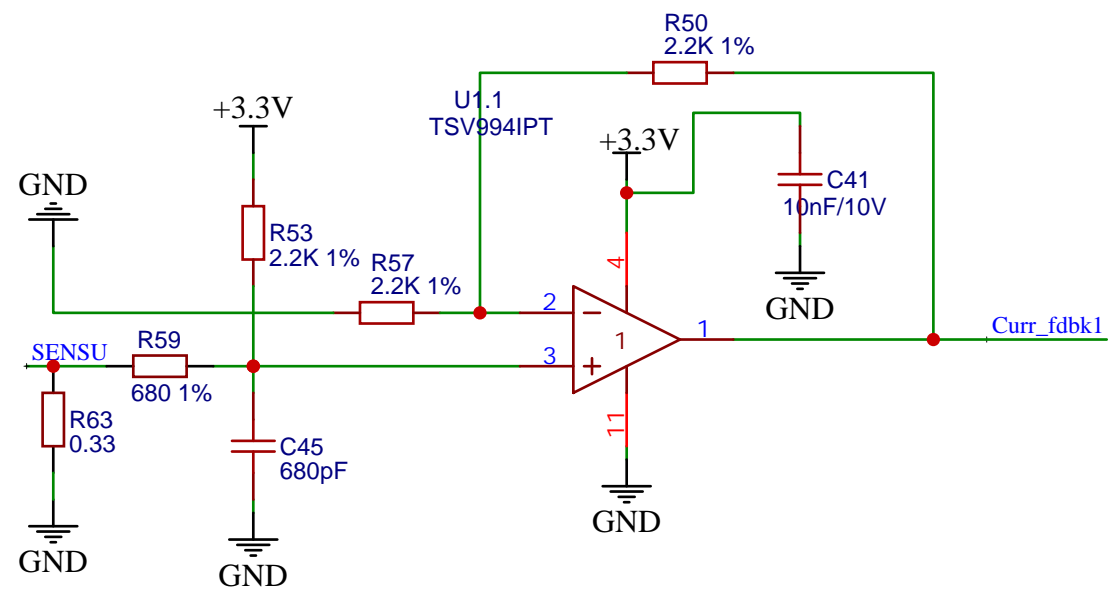 R50
2.2K 1%
U1.1
TSV994IPT
+3.3V
+3.3V
GND
C41
10nF/10V
R53
2.2K 1%
R57
2.2K 1%
4
GND
2
1
1
Curr_fdbk1
SENSU
R59
680 1%
3
R63
0.33
11
C45
680pF
GND
GND
GND